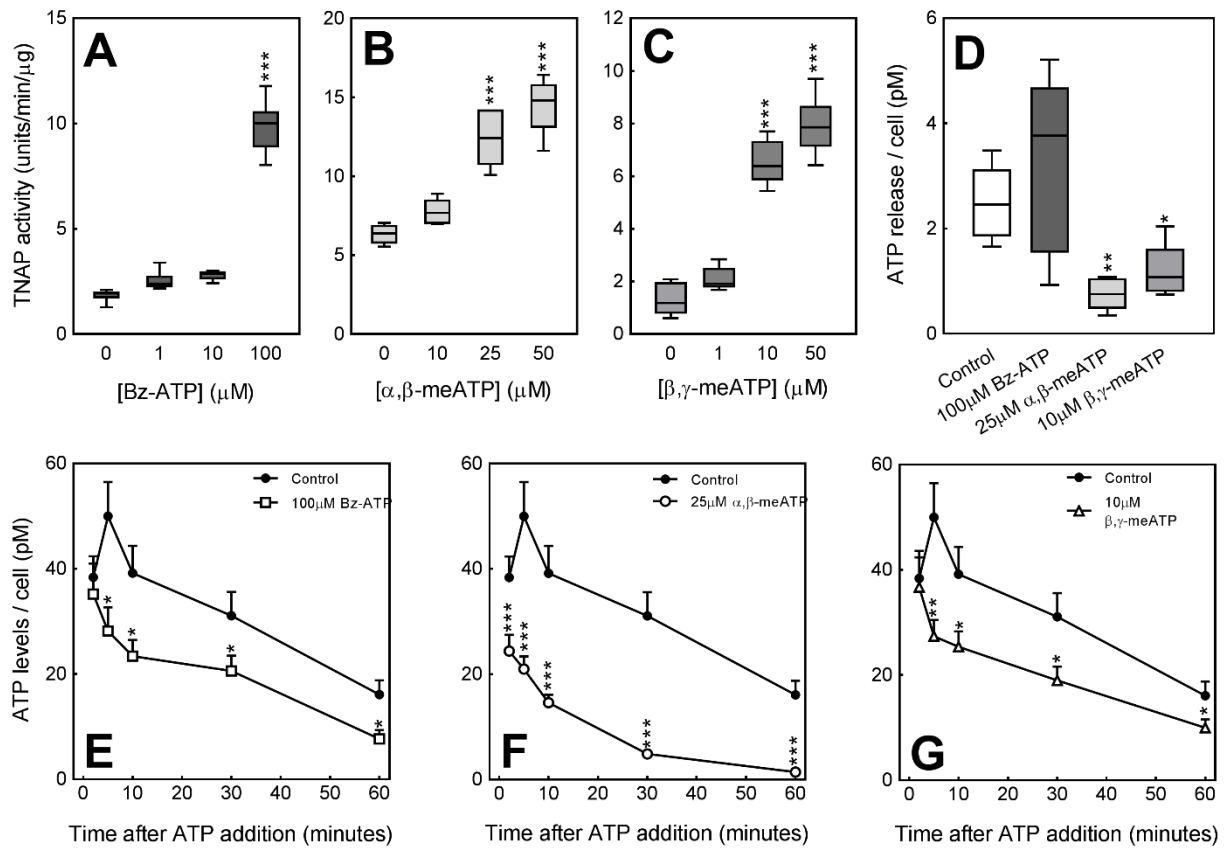 A
TNAP activity (units/min/μg)
15
10
5
0
***
0 1 10 100
[Bz-ATP] (μM)
B
20
15
10
5
0
***
***
0 10 25 50
[α,β-meATP] (μM)
C
12
10
8
6
4
2
0
***
***
0 1 10 50
[β,γ-meATP] (μM)
D
ATP release / cell (pM)
6
4
2
0
**
*
Control
100μM Bz-ATP
25μM α,β-meATP
10μM β,γ-meATP
E
ATP levels / cell (pM)
60
40
20
0
Control
100μM Bz-ATP
*
*
*
*
0 10 20 30 40 50 60
Time after ATP addition (minutes)
F
60
40
20
0
Control
25μM α,β-meATP
***
***
***
***
***
0 10 20 30 40 50 60
Time after ATP addition (minutes)
G
60
40
20
0
Control
10μM
β,γ-meATP
**
*
*
*
0 10 20 30 40 50 60
Time after ATP addition (minutes)